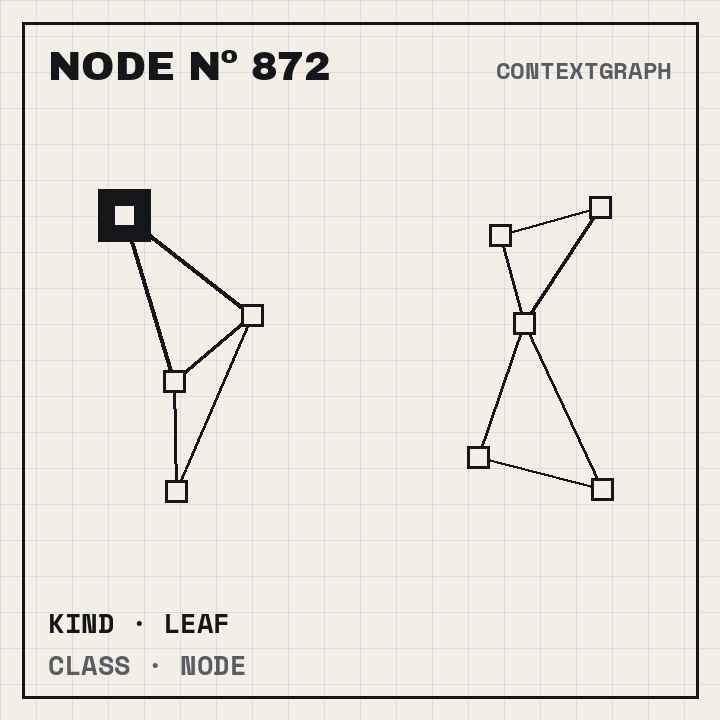 NODE Nº 872
CONTEXTGRAPH
KIND · LEAF
CLASS · NODE